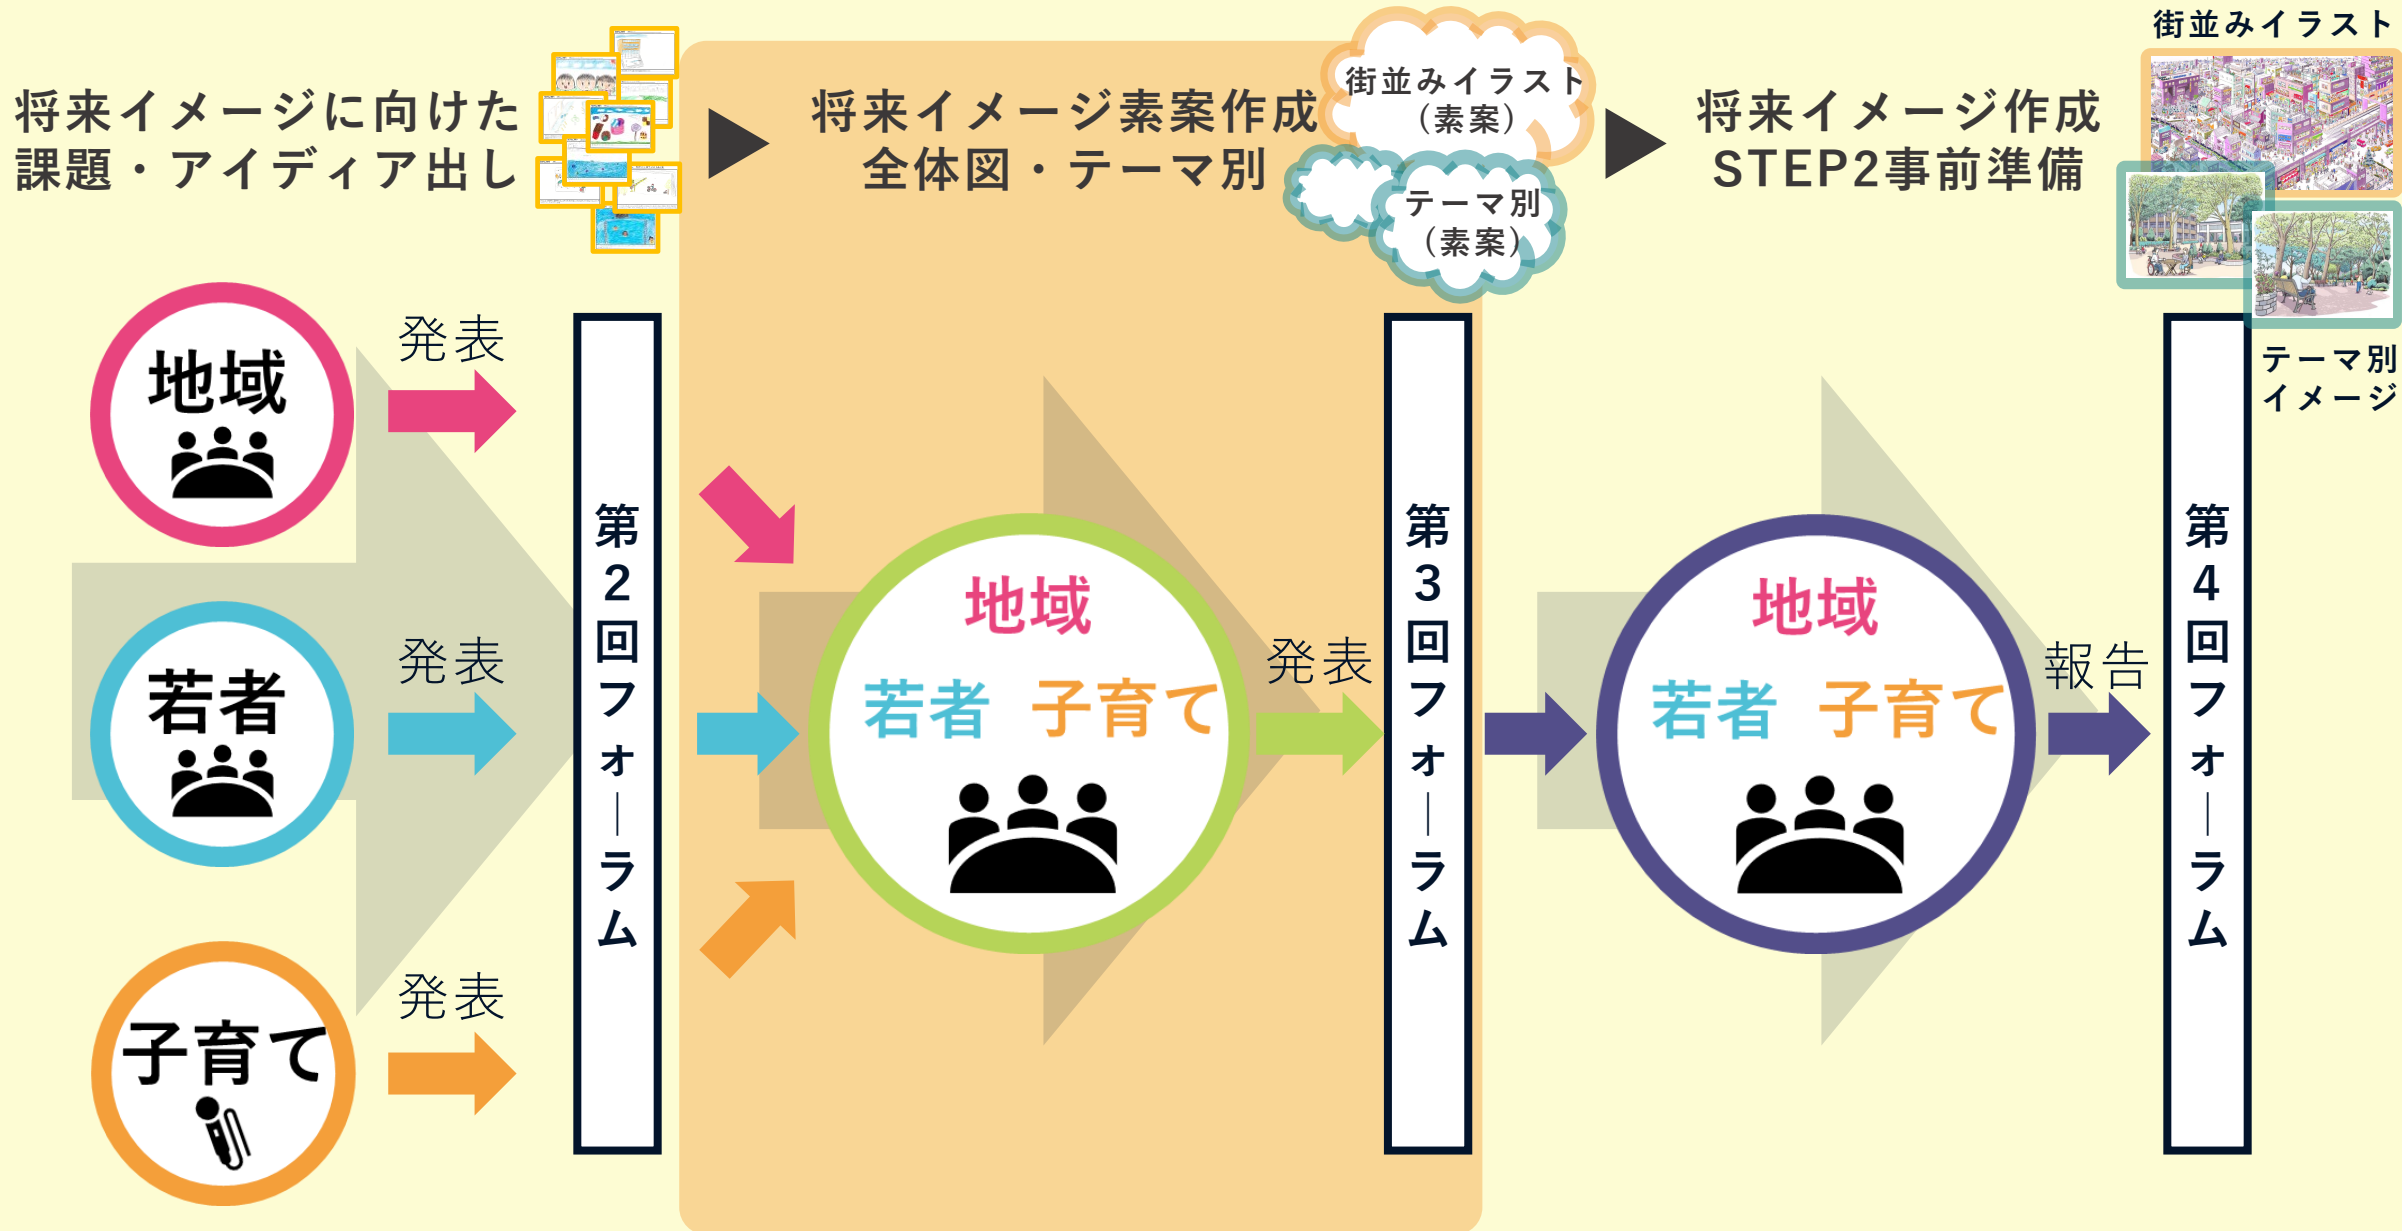 将来イメージに向けた
課題・アイディア出し
将来イメージ素案作成
全体図・テーマ別
街並みイラスト
（素案）
テーマ別
（素案）
将来イメージ作成
STEP2事前準備
街並みイラスト
テーマ別
イメージ
地域
発表
若者
発表
子育て
発表
第2回フォーラム
地域
若者 子育て
発表
第3回フォーラム
地域
若者 子育て
報告
第4回フォーラム